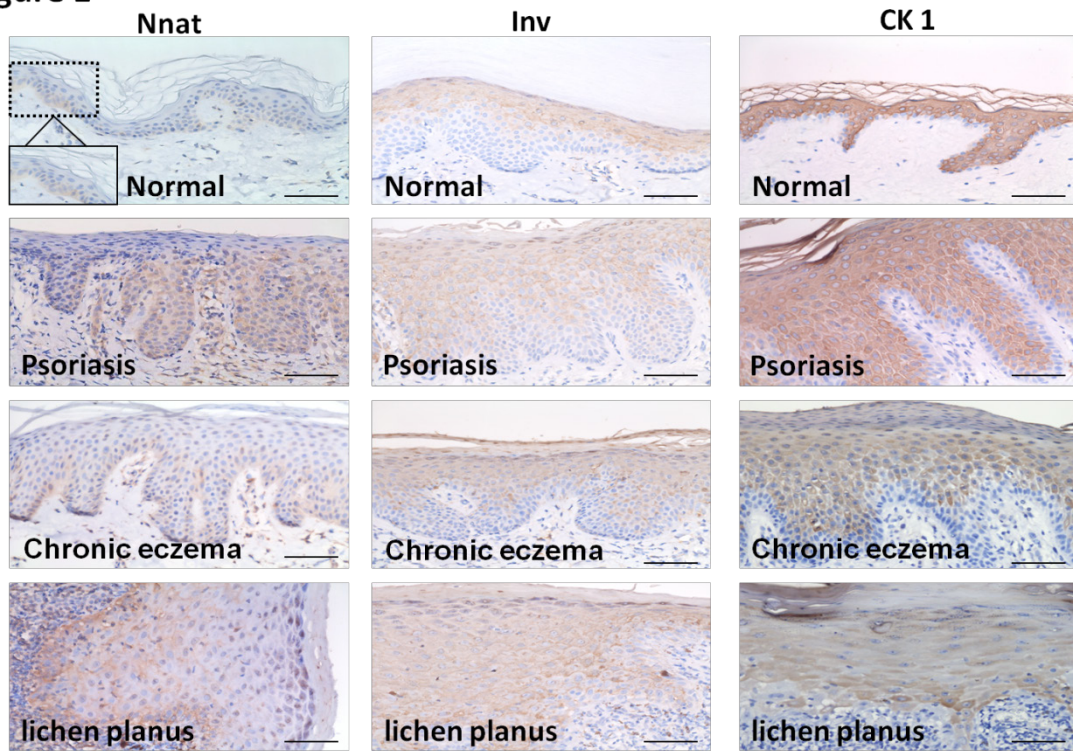 Nnat Inv CK 1
Normal Normal Normal
Psoriasis Psoriasis Psoriasis
Chronic eczema Chronic eczema Chronic eczema
lichen planus lichen planus lichen planus